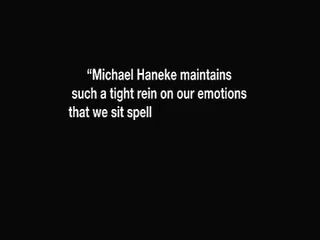 “Michael Haneke maintains
such a tight rein on our emotions
that we sit spell